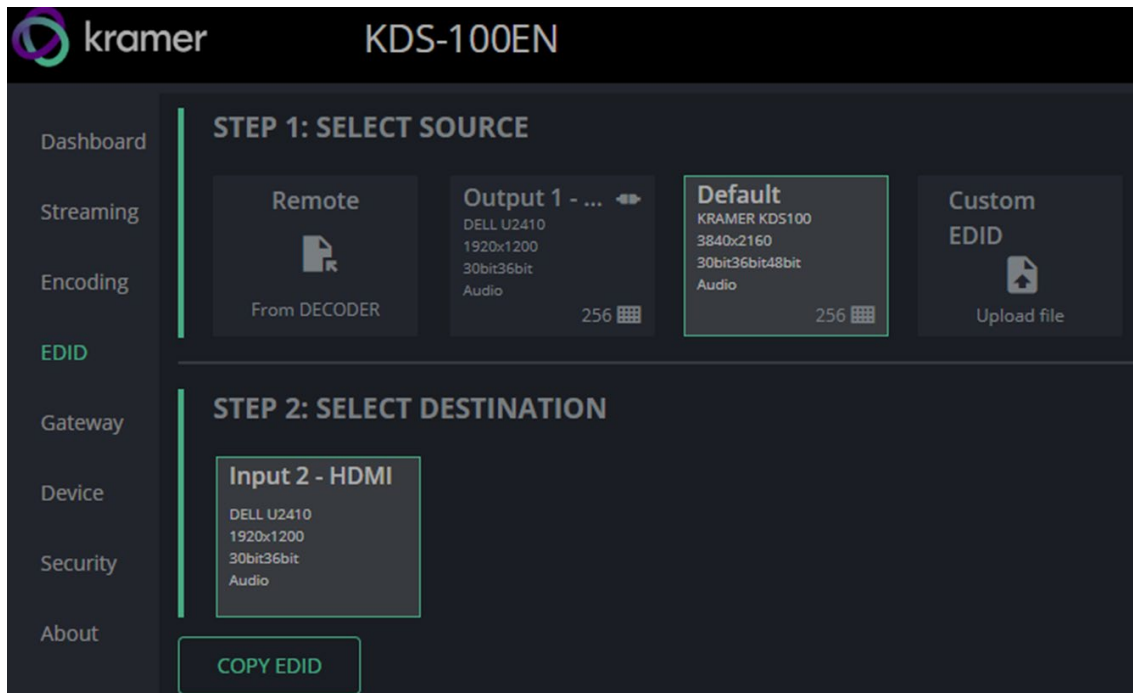 kramer
KDS-100EN
Dashboard
Streaming
Encoding
EDID
Gateway
Device
Security
About
STEP 1: SELECT SOURCE
Remote
From DECODER
Output 1 - ...
DELL U2410
1920x1200
30bit36bit
Audio
256
Default
KRAMER KDS100
3840x2160
30bit36bit48bit
Audio
256
Custom
EDID
Upload file
STEP 2: SELECT DESTINATION
Input 2 - HDMI
DELL U2410
1920x1200
30bit36bit
Audio
COPY EDID